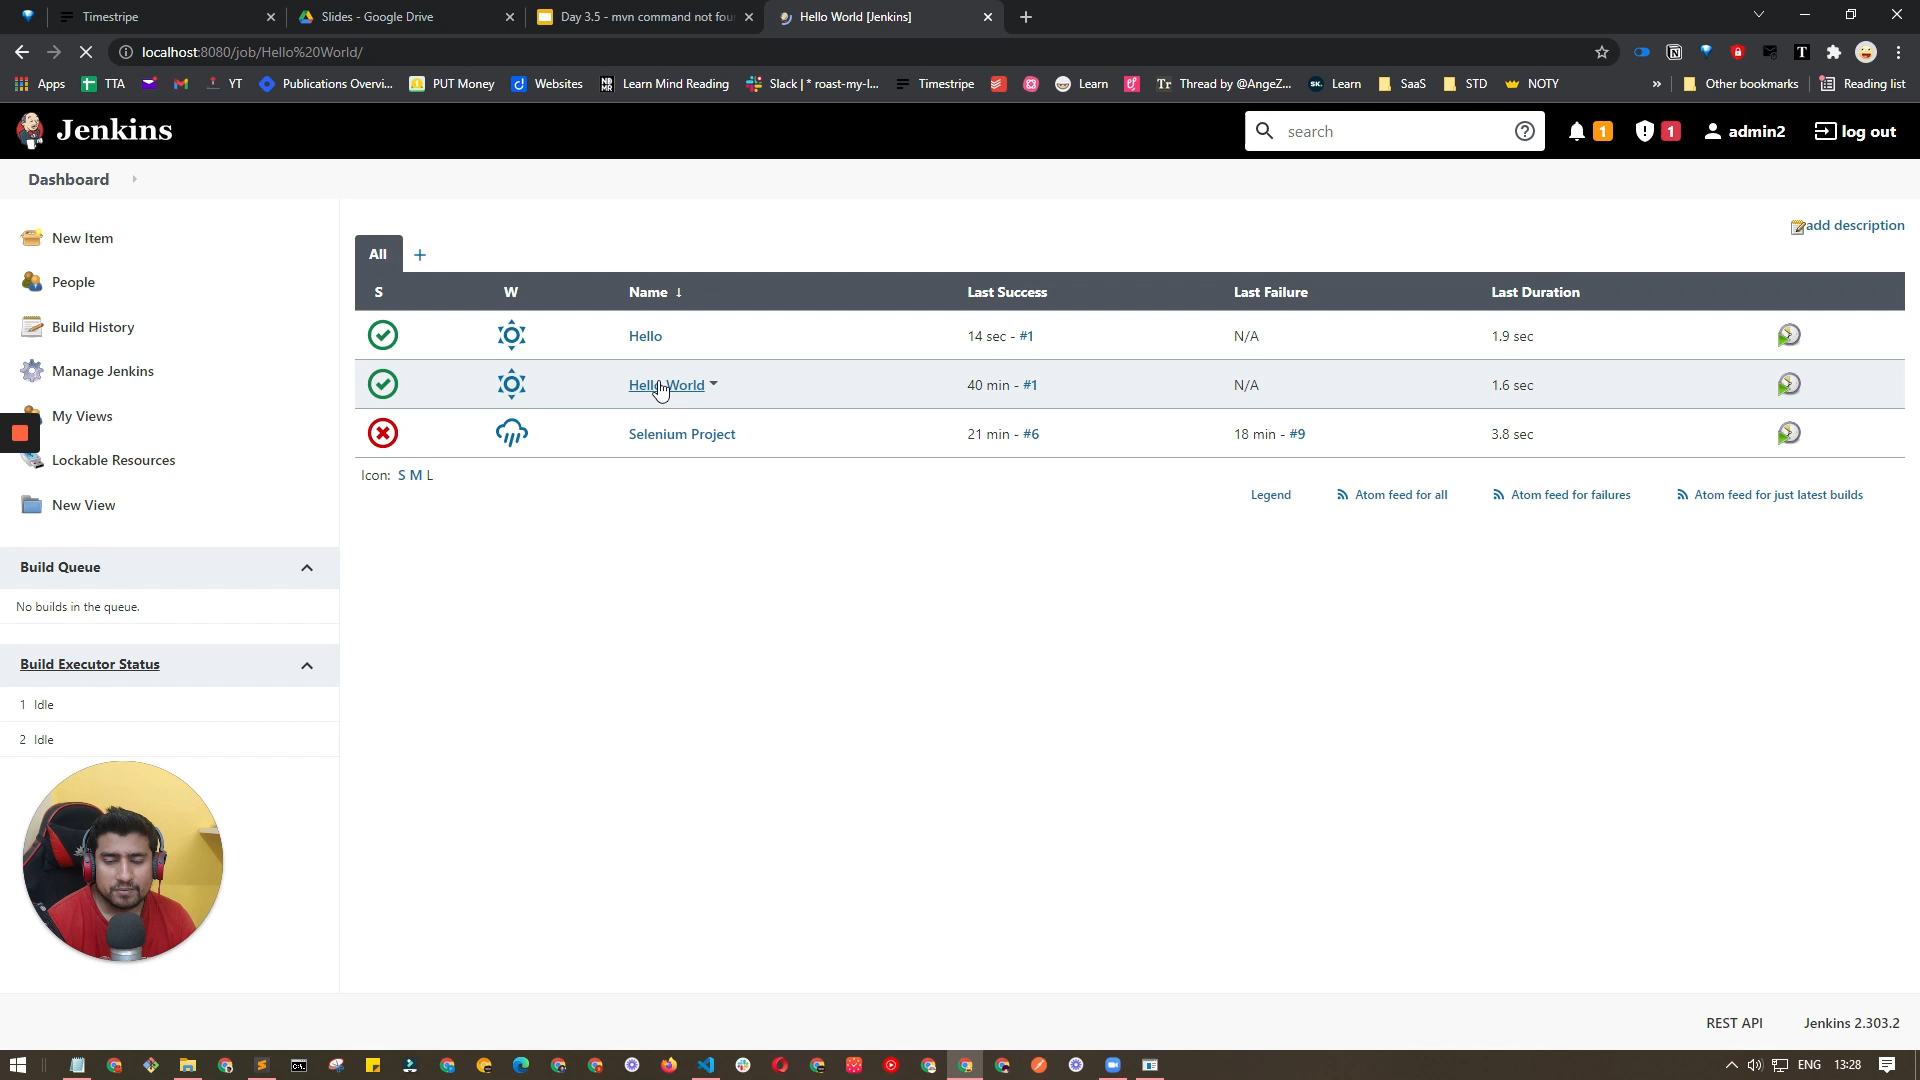 Timestripe
Slides - Google Drive
Day 3.5 - mvn command not fou
Hello World [Jenkins]
localhost:8080/job/Hello%20World/
Apps
TTA
YT
Publications Overvi...
PUT Money
Websites
Learn Mind Reading
Slack | * roast-my-l...
Timestripe
Learn
Tr Thread by @AngeZ...
SK. Learn
SaaS
STD
NOTY
»
Other bookmarks
Reading list
Jenkins
search
1
1
admin2
log out
Dashboard
add description
New Item
People
Build History
Manage Jenkins
My Views
Lockable Resources
New View
All +
S W Name ↓ Last Success Last Failure Last Duration
Hello 14 sec - #1 N/A 1.9 sec
Hello World 40 min - #1 N/A 1.6 sec
Selenium Project 21 min - #6 18 min - #9 3.8 sec
Icon: S M L
Legend Atom feed for all Atom feed for failures Atom feed for just latest builds
Build Queue
No builds in the queue.
Build Executor Status
1 Idle
2 Idle
REST API Jenkins 2.303.2
ENG 13:28